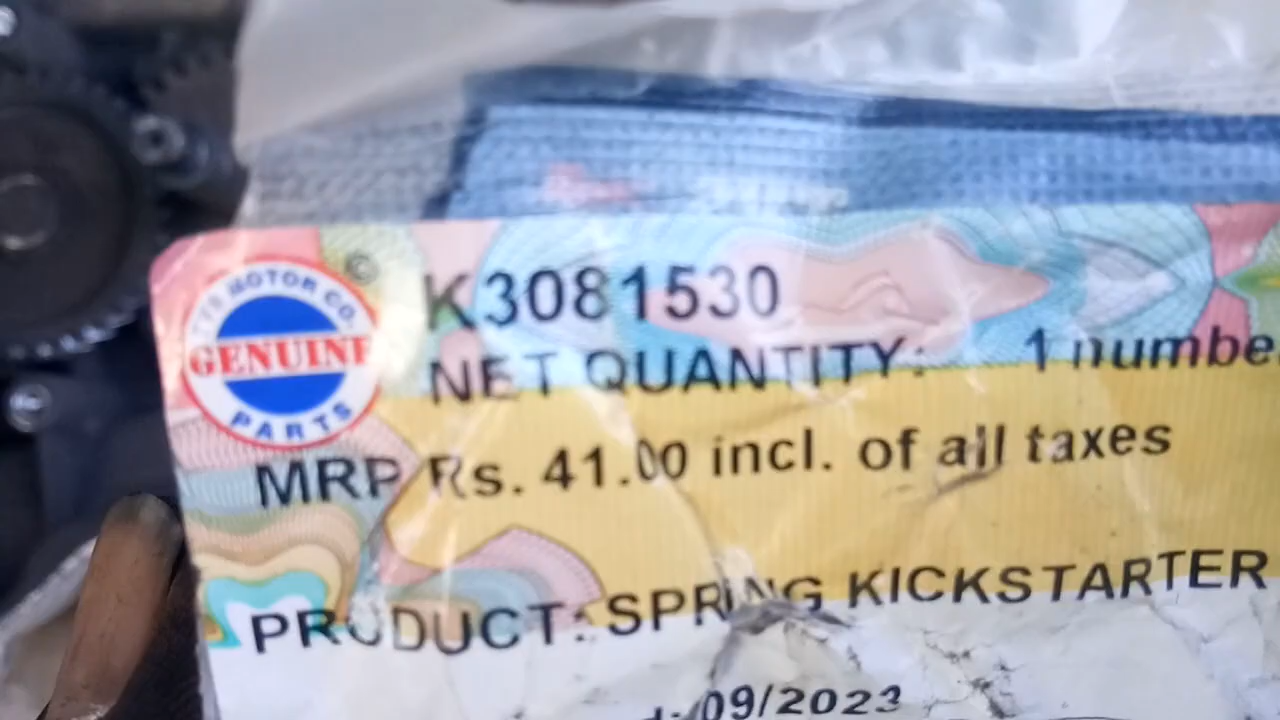 TVS MOTOR CO.
GENUINE
PARTS
©
K3081530
NET QUANTITY: 1 numbe
MRP Rs. 41.00 incl. of all taxes
PRODUCT: SPRING KICKSTARTER
d: 09/2023